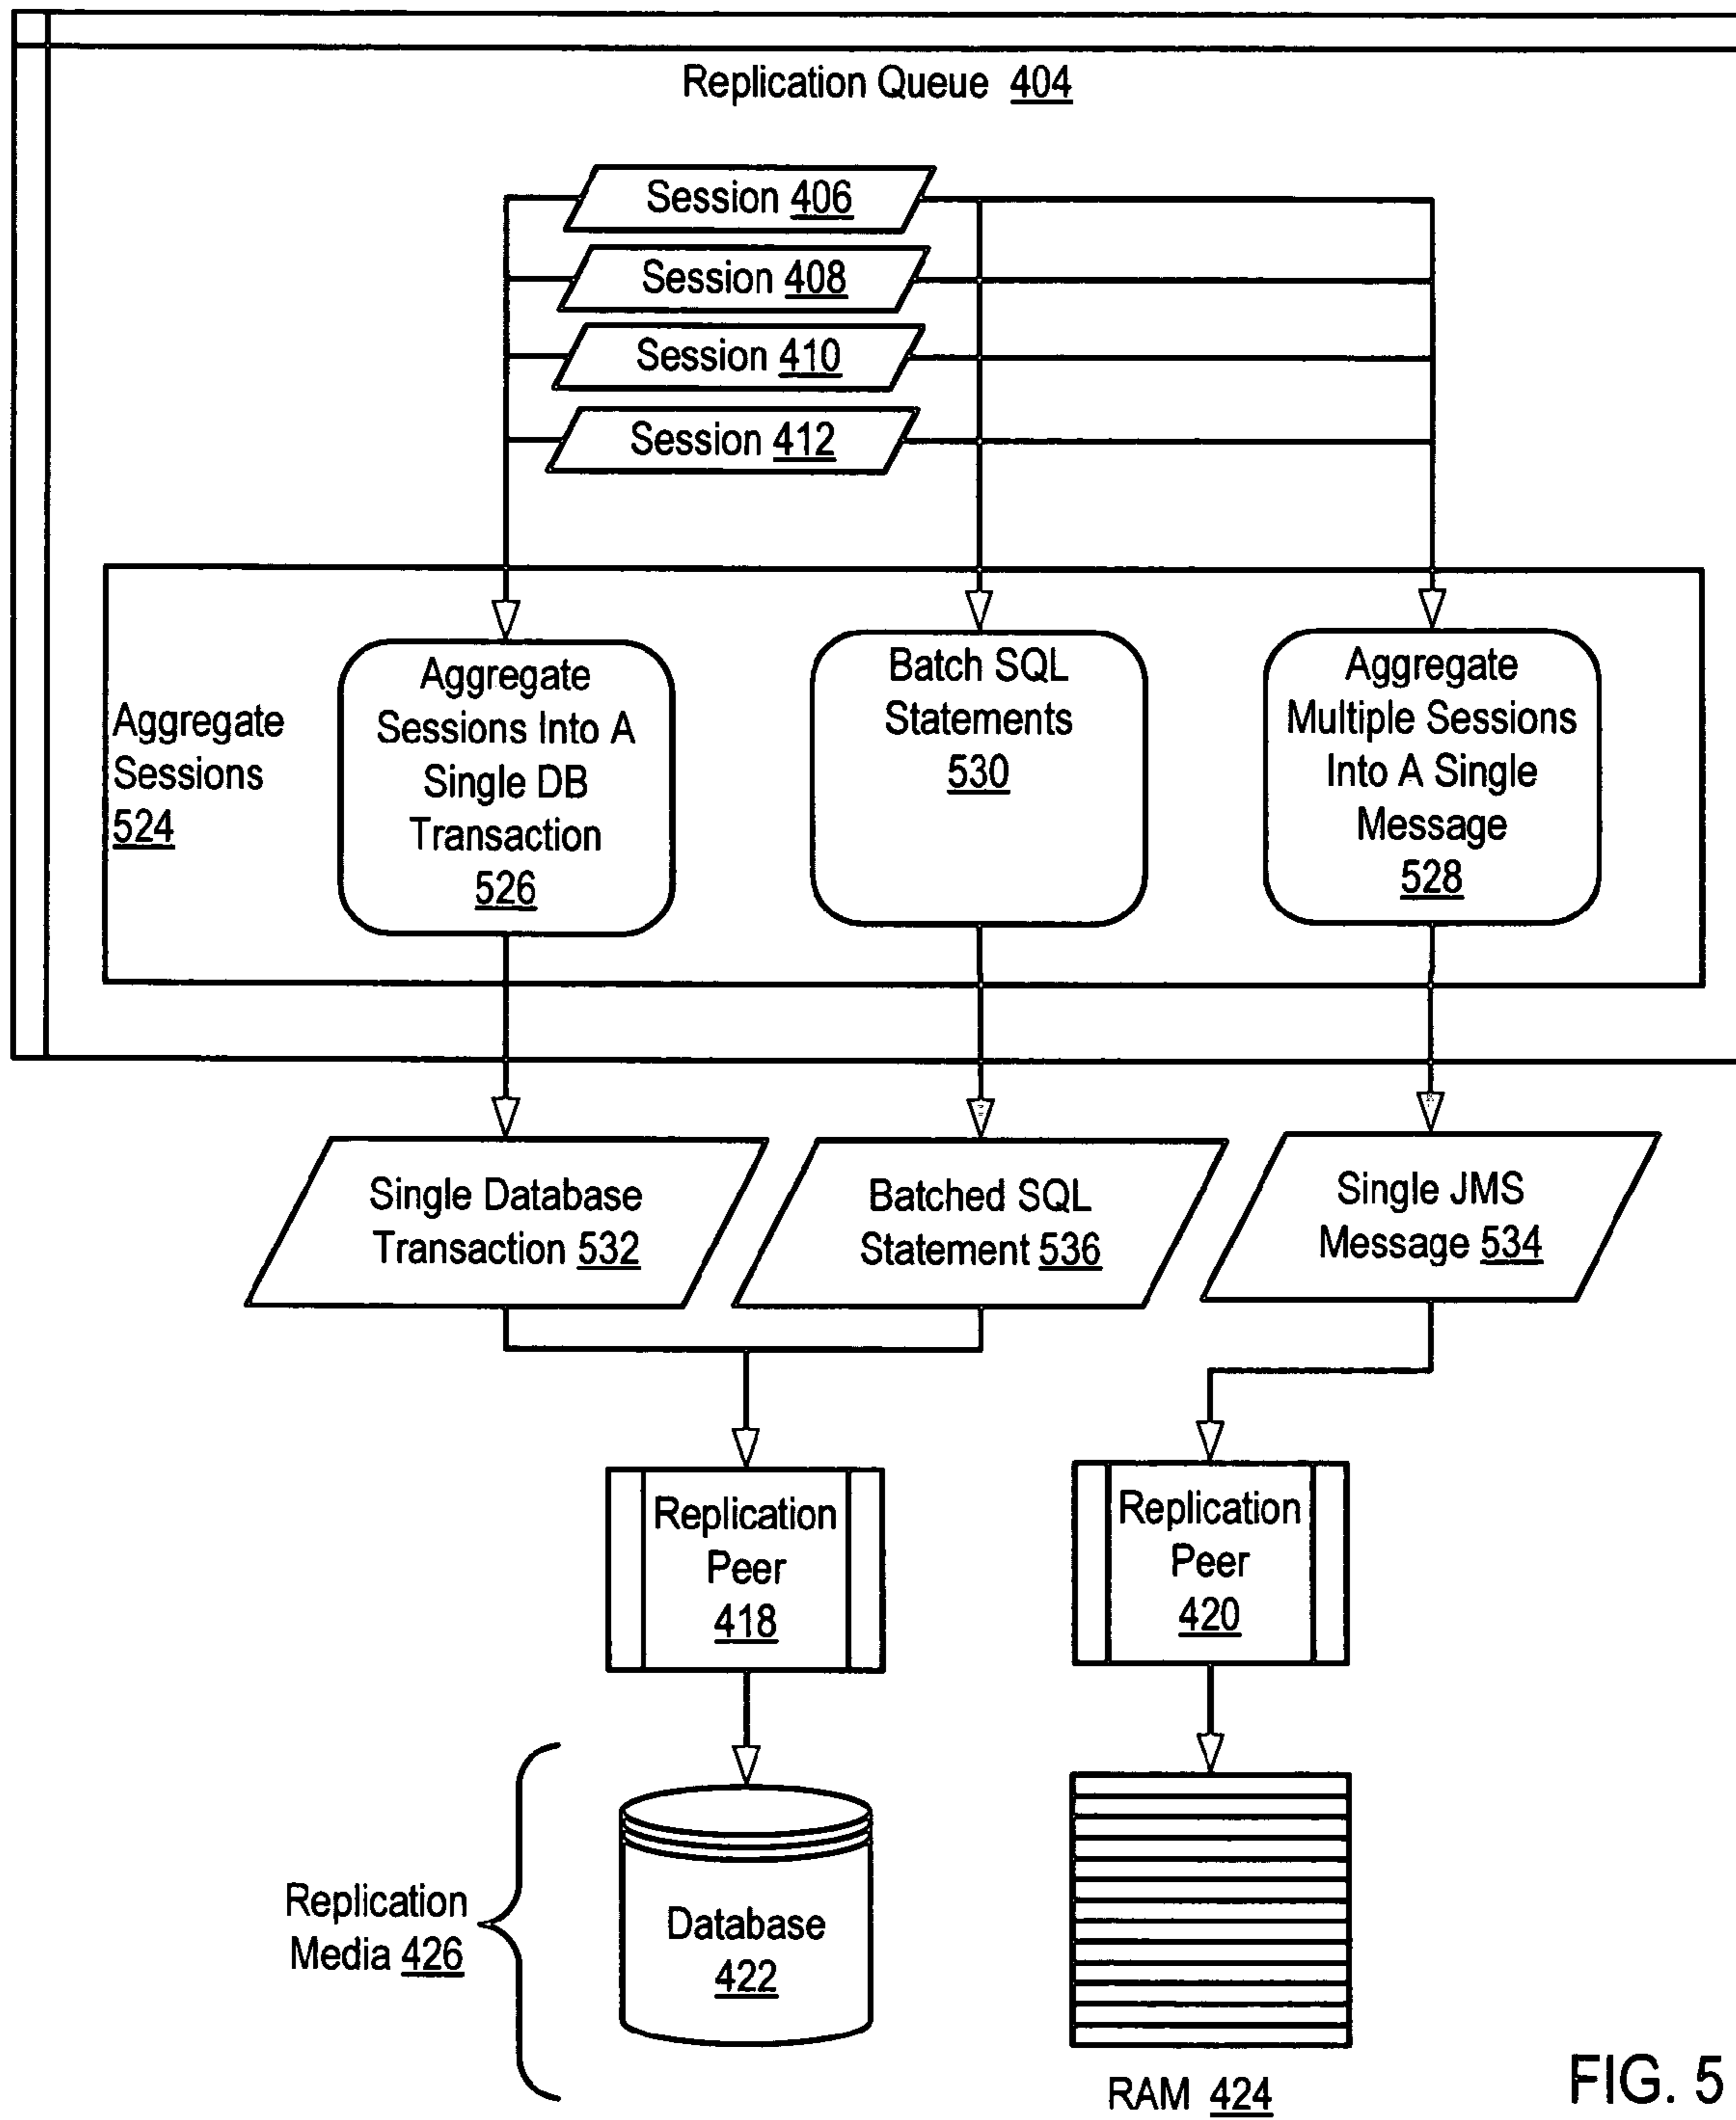 Replication Queue 404
Session 406
Session 408
Session 410
Session 412
Aggregate
Sessions
524
Aggregate
Sessions Into A
Single DB
Transaction
526
Batch SQL
Statements
530
Aggregate
Multiple Sessions
Into A Single
Message
528
Single Database
Transaction 532
Batched SQL
Statement 536
Single JMS
Message 534
Replication
Peer
418
Replication
Peer
420
Replication
Media 426
Database
422
RAM 424
FIG. 5